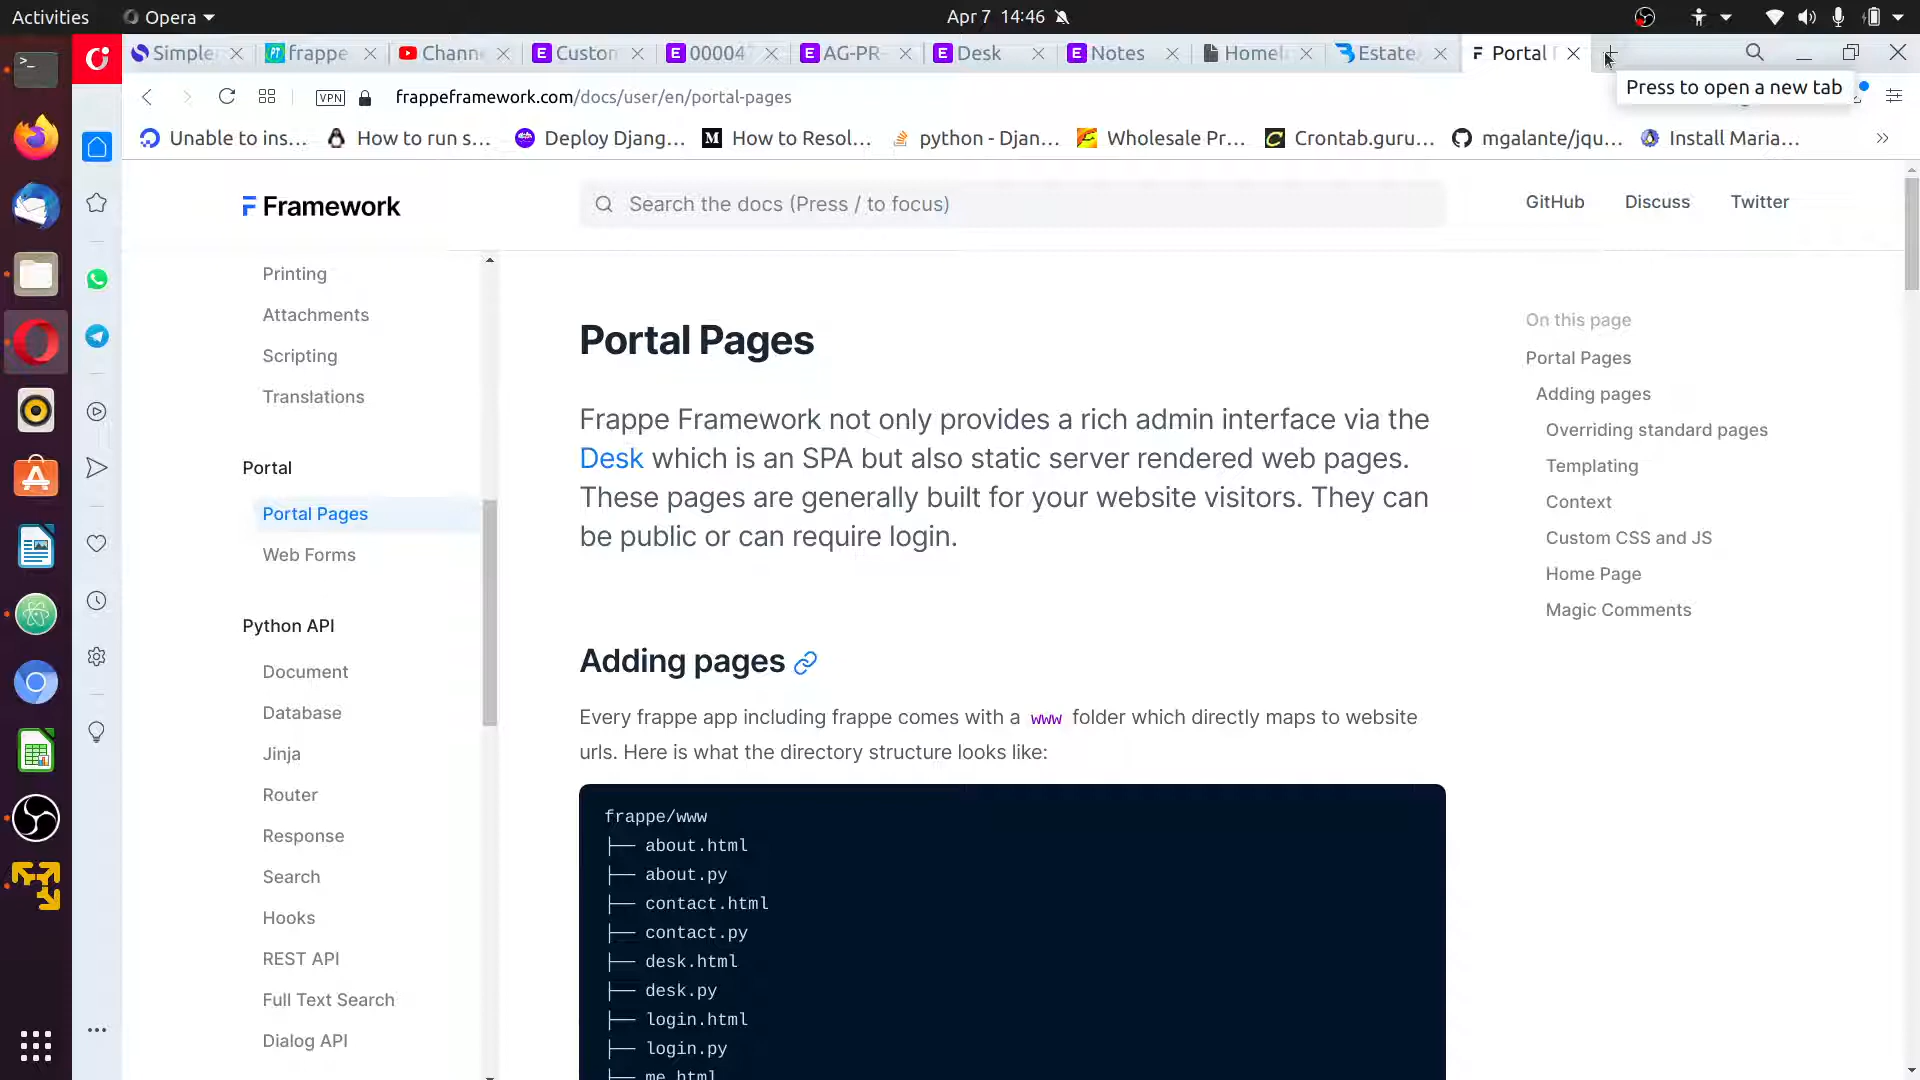 Activities
Opera
Apr 7 14:46
Simple
frappe
Chann
Custon
00004
AG-PR-
Desk
Notes
Homel
Estate
Portal
Press to open a new tab
VPN
frappeframework.com/docs/user/en/portal-pages
Unable to ins...
How to run s...
Deploy Djang...
How to Resol...
python - Djan...
Wholesale Pr...
Crontab.guru...
mgalante/jqu...
Install Maria...
Framework
Search the docs (Press / to focus)
GitHub
Discuss
Twitter
Printing
Attachments
Scripting
Translations
Portal
Portal Pages
Web Forms
Python API
Document
Database
Jinja
Router
Response
Search
Hooks
REST API
Full Text Search
Dialog API
Portal Pages
Frappe Framework not only provides a rich admin interface via the
Desk which is an SPA but also static server rendered web pages.
These pages are generally built for your website visitors. They can
be public or can require login.
Adding pages
Every frappe app including frappe comes with a www folder which directly maps to website
urls. Here is what the directory structure looks like:
frappe/www
├── about.html
├── about.py
├── contact.html
├── contact.py
├── desk.html
├── desk.py
├── login.html
├── login.py
├── me.html
On this page
Portal Pages
Adding pages
Overriding standard pages
Templating
Context
Custom CSS and JS
Home Page
Magic Comments